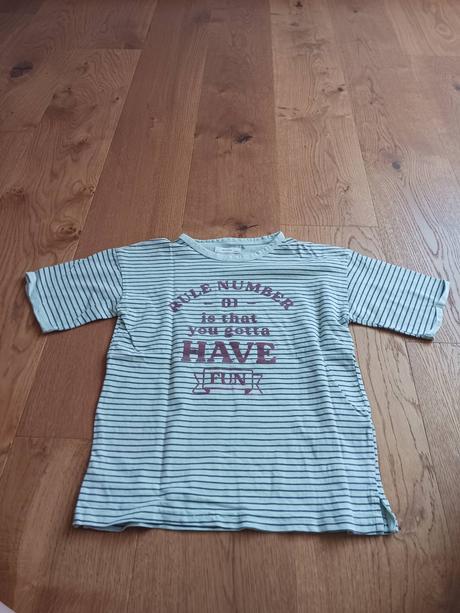 RULE NUMBER
01
is that
you gotta
HAVE
FUN